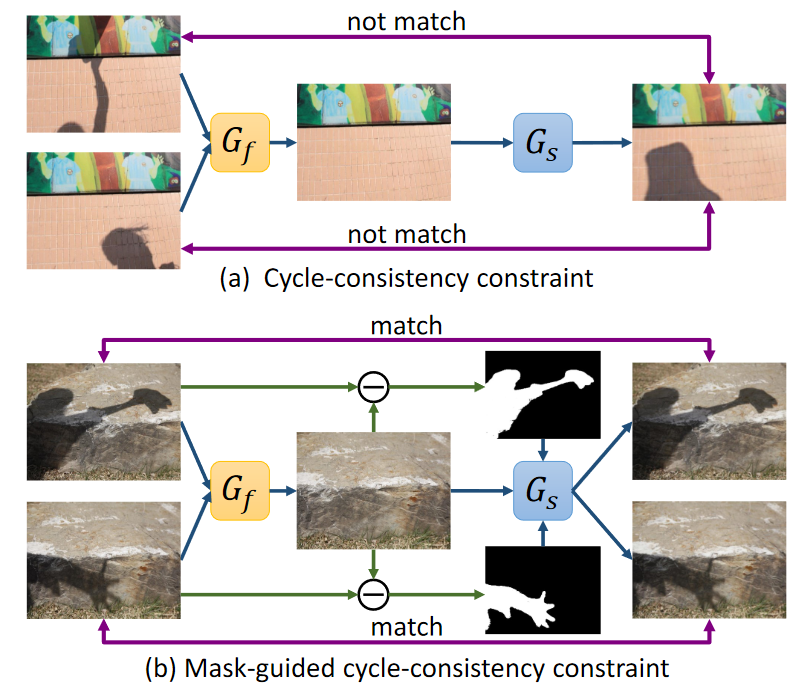 not match
G_f
G_s
not match
(a) Cycle-consistency constraint
match
−
G_f
G_s
−
match
(b) Mask-guided cycle-consistency constraint